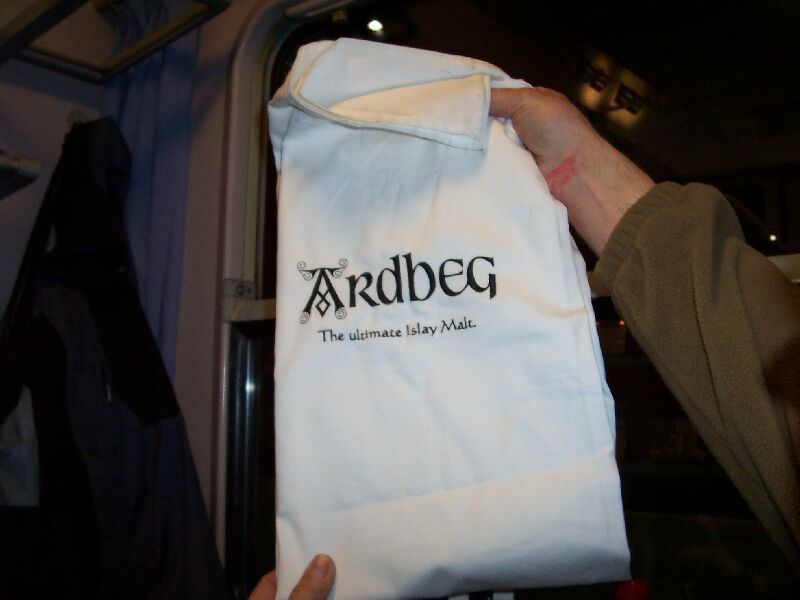 ARdbeG
The ultimate Islay Malt.